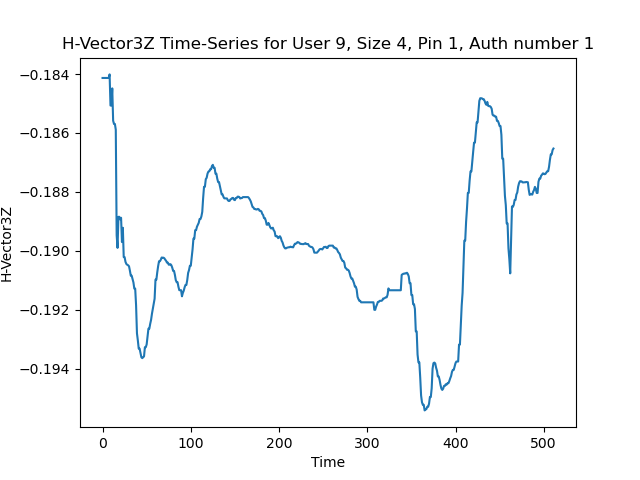 H-Vector3Z Time-Series for User 9, Size 4, Pin 1, Auth number 1
H-Vector3Z
−0.184
−0.186
−0.188
−0.190
−0.192
−0.194
0 100 200 300 400 500
Time